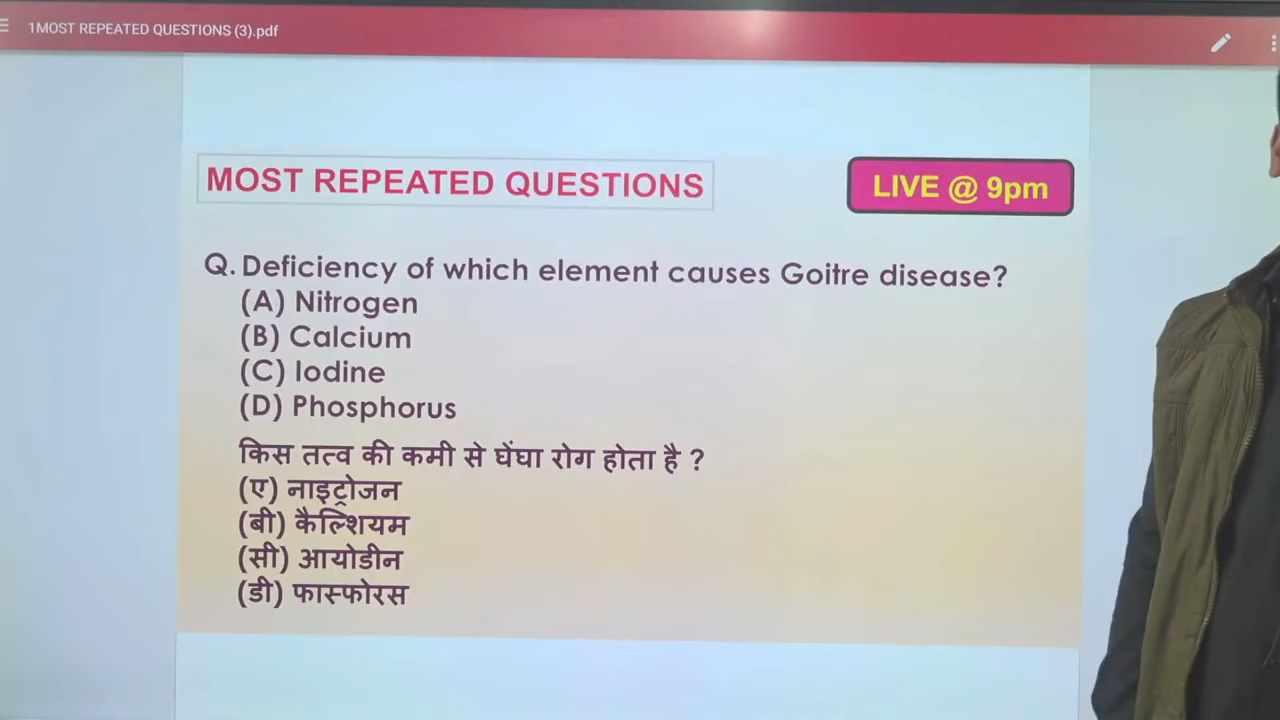 1MOST REPEATED QUESTIONS (3).pdf
MOST REPEATED QUESTIONS
LIVE @ 9pm
Q. Deficiency of which element causes Goitre disease?
(A) Nitrogen
(B) Calcium
(C) Iodine
(D) Phosphorus
किस तत्व की कमी से घेंघा रोग होता है ?
(ए) नाइट्रोजन
(बी) कैल्शियम
(सी) आयोडीन
(डी) फास्फोरस